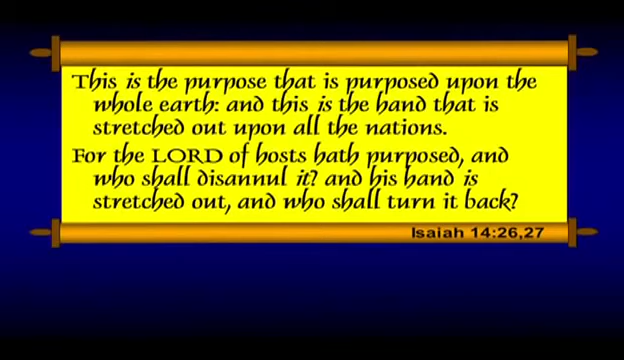 This is the purpose that is purposed upon the
whole earth: and this is the hand that is
stretched out upon all the nations.
For the LORD of hosts hath purposed, and
who shall disannul it? and his hand is
stretched out, and who shall turn it back?
Isaiah 14:26,27